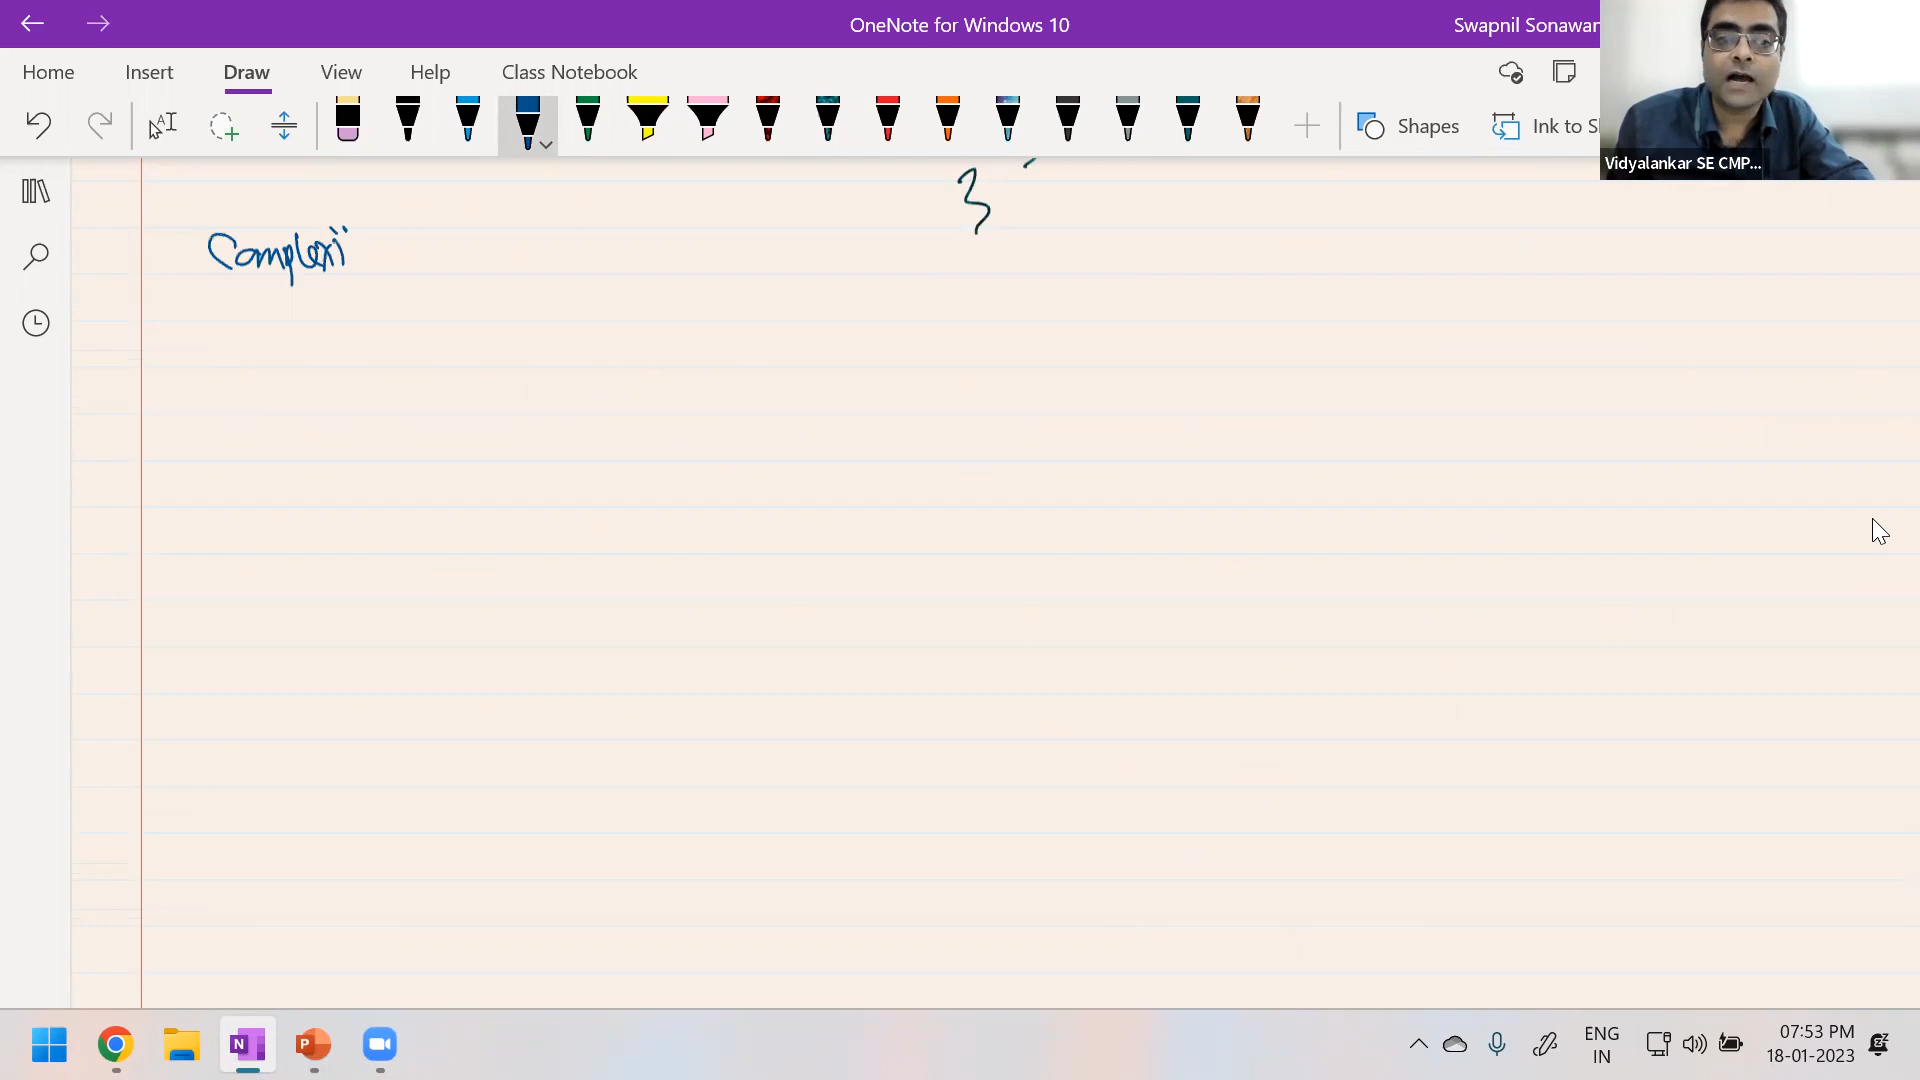 OneNote for Windows 10
Swapnil Sonawan
Home Insert Draw View Help Class Notebook
Shapes Ink to S
Vidyalankar SE CMP...
}
Complexi
ENG
IN
07:53 PM
18-01-2023